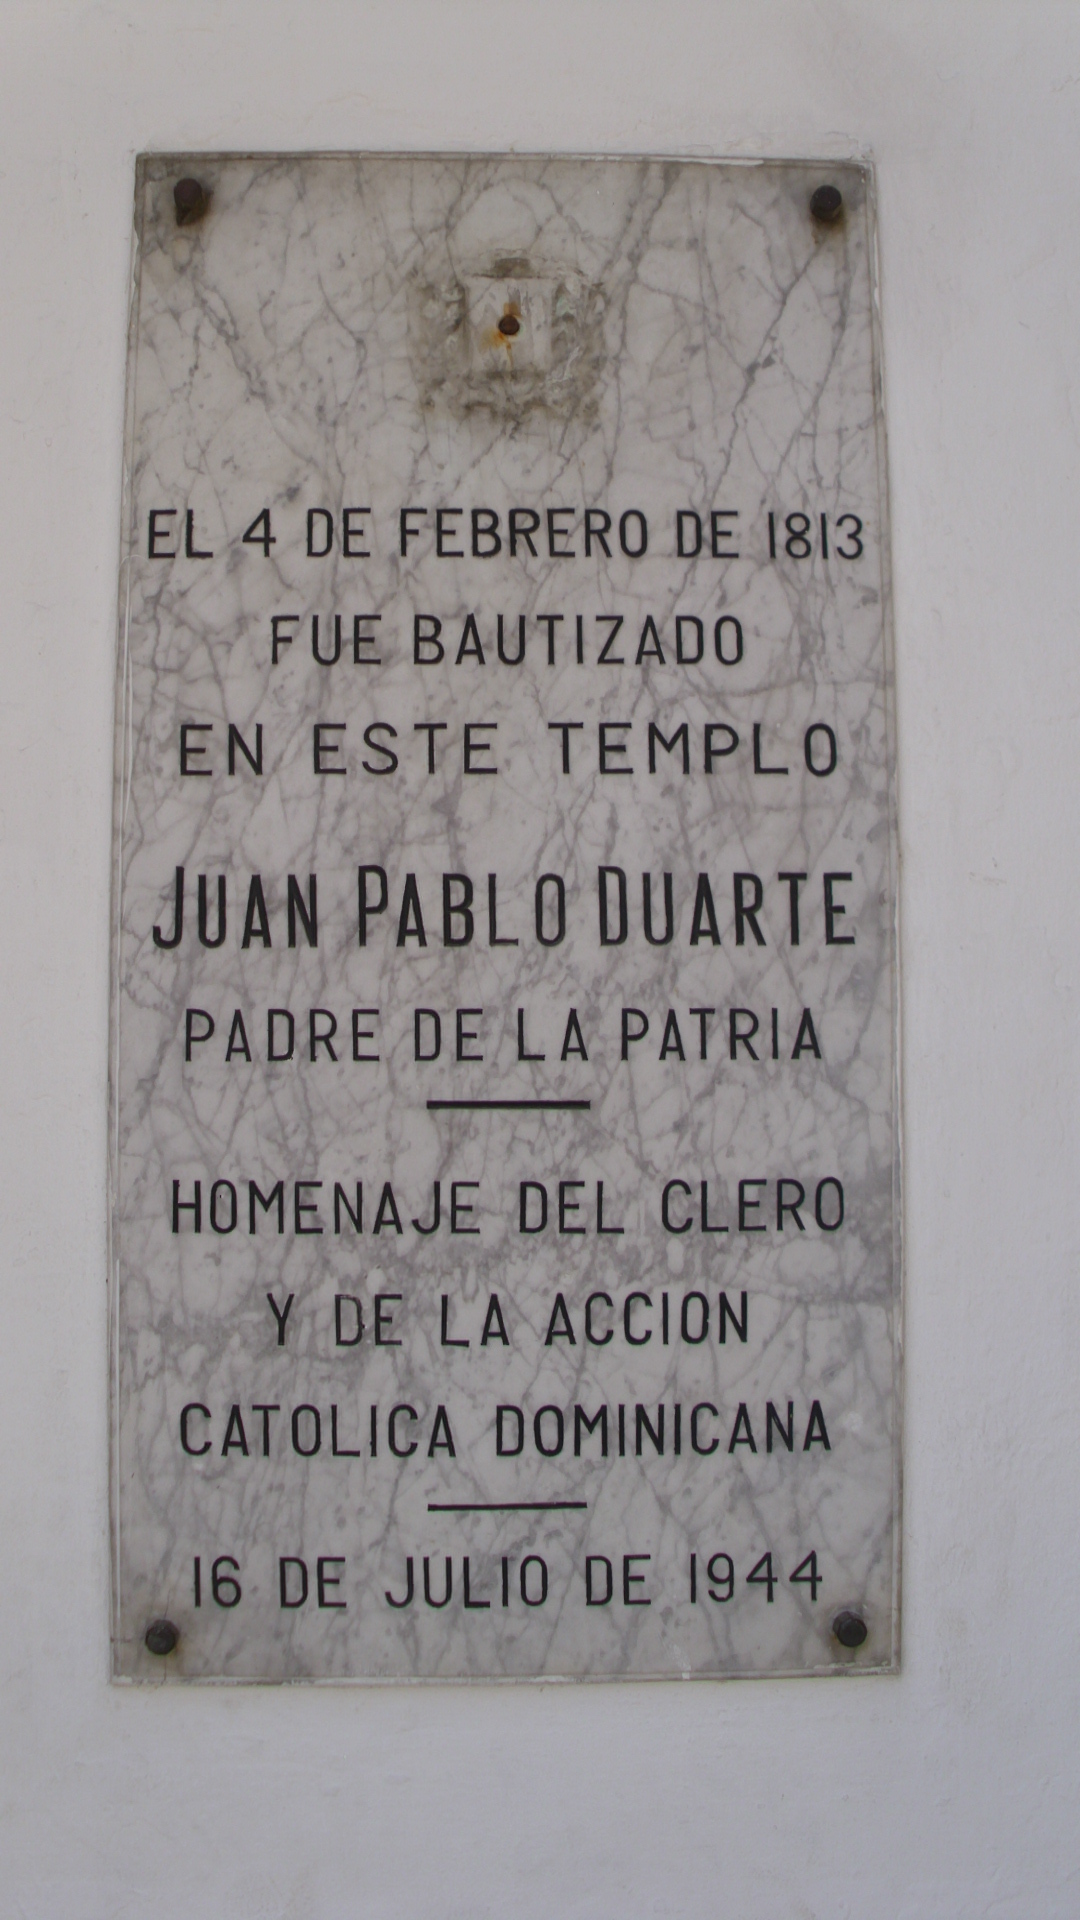 EL 4 DE FEBRERO DE 1813
FUE BAUTIZADO
EN ESTE TEMPLO
JUAN PABLO DUARTE
PADRE DE LA PATRIA
HOMENAJE DEL CLERO
Y DE LA ACCION
CATOLICA DOMINICANA
16 DE JULIO DE 1944